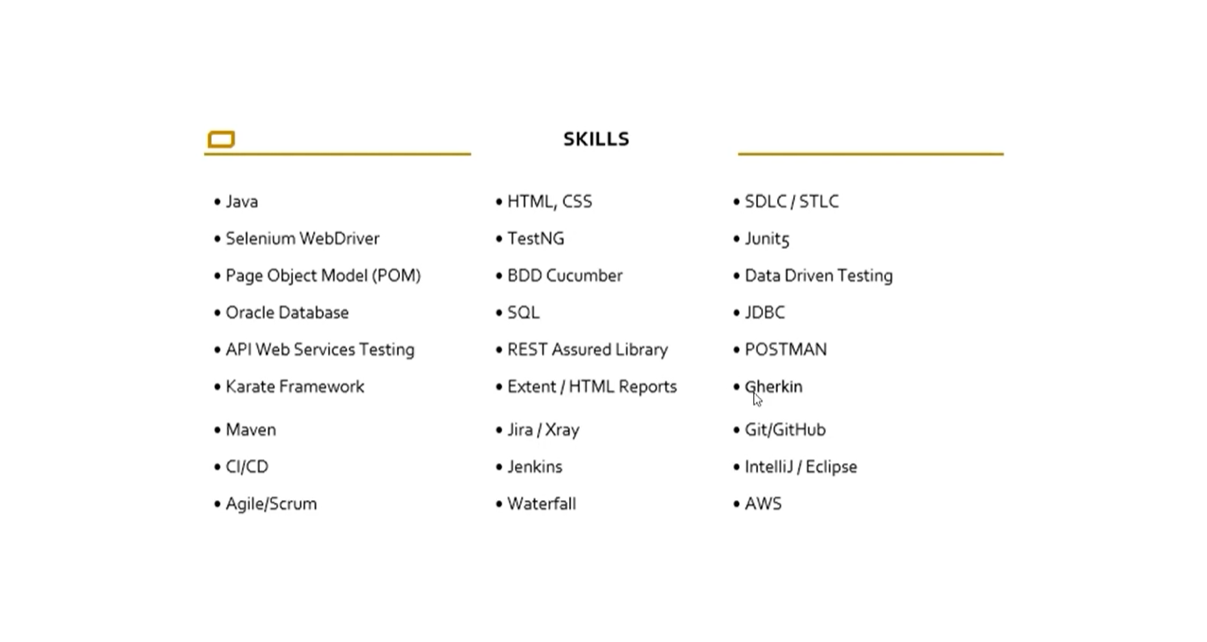 SKILLS
• Java
• HTML, CSS
• SDLC / STLC
• Selenium WebDriver
• TestNG
• Junit5
• Page Object Model (POM)
• BDD Cucumber
• Data Driven Testing
• Oracle Database
• SQL
• JDBC
• API Web Services Testing
• REST Assured Library
• POSTMAN
• Karate Framework
• Extent / HTML Reports
• Gherkin
• Maven
• Jira / Xray
• Git/GitHub
• CI/CD
• Jenkins
• IntelliJ / Eclipse
• Agile/Scrum
• Waterfall
• AWS